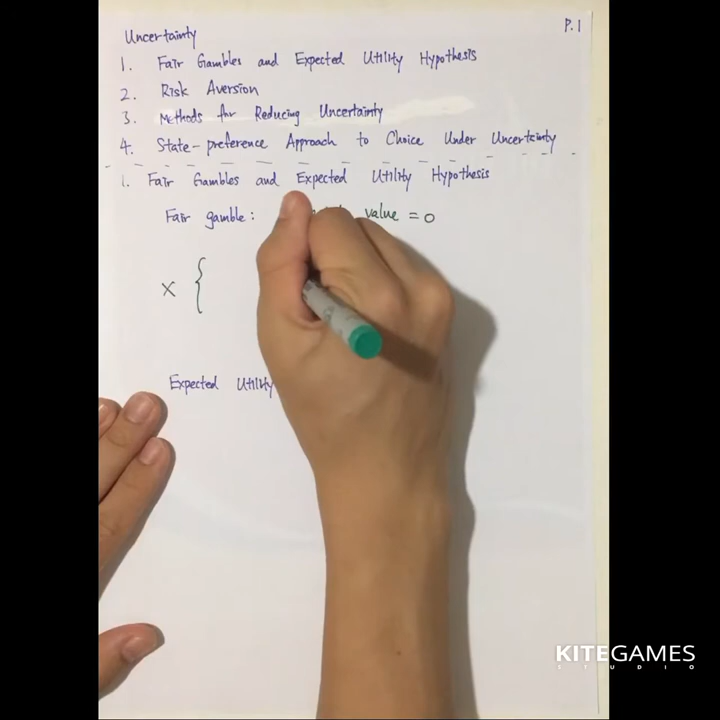 P.1
Uncertainty
1. Fair Gambles and Expected Utility Hypothesis
2. Risk Aversion
3. Methods for Reducing Uncertainty
4. State-preference Approach to Choice Under Uncertainty
1. Fair Gambles and Expected Utility Hypothesis
Fair gamble: value = 0
x {
Expected Utility
KITEGAMES
STUDIO